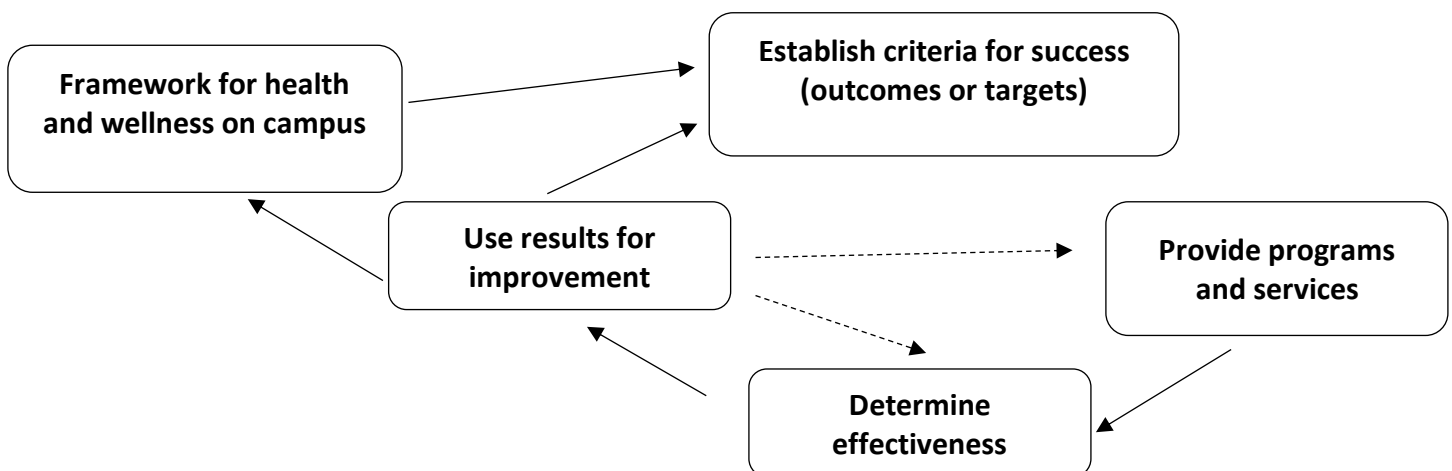 Framework for health
and wellness on campus
Establish criteria for success
(outcomes or targets)
Use results for
improvement
Provide programs
and services
Determine
effectiveness